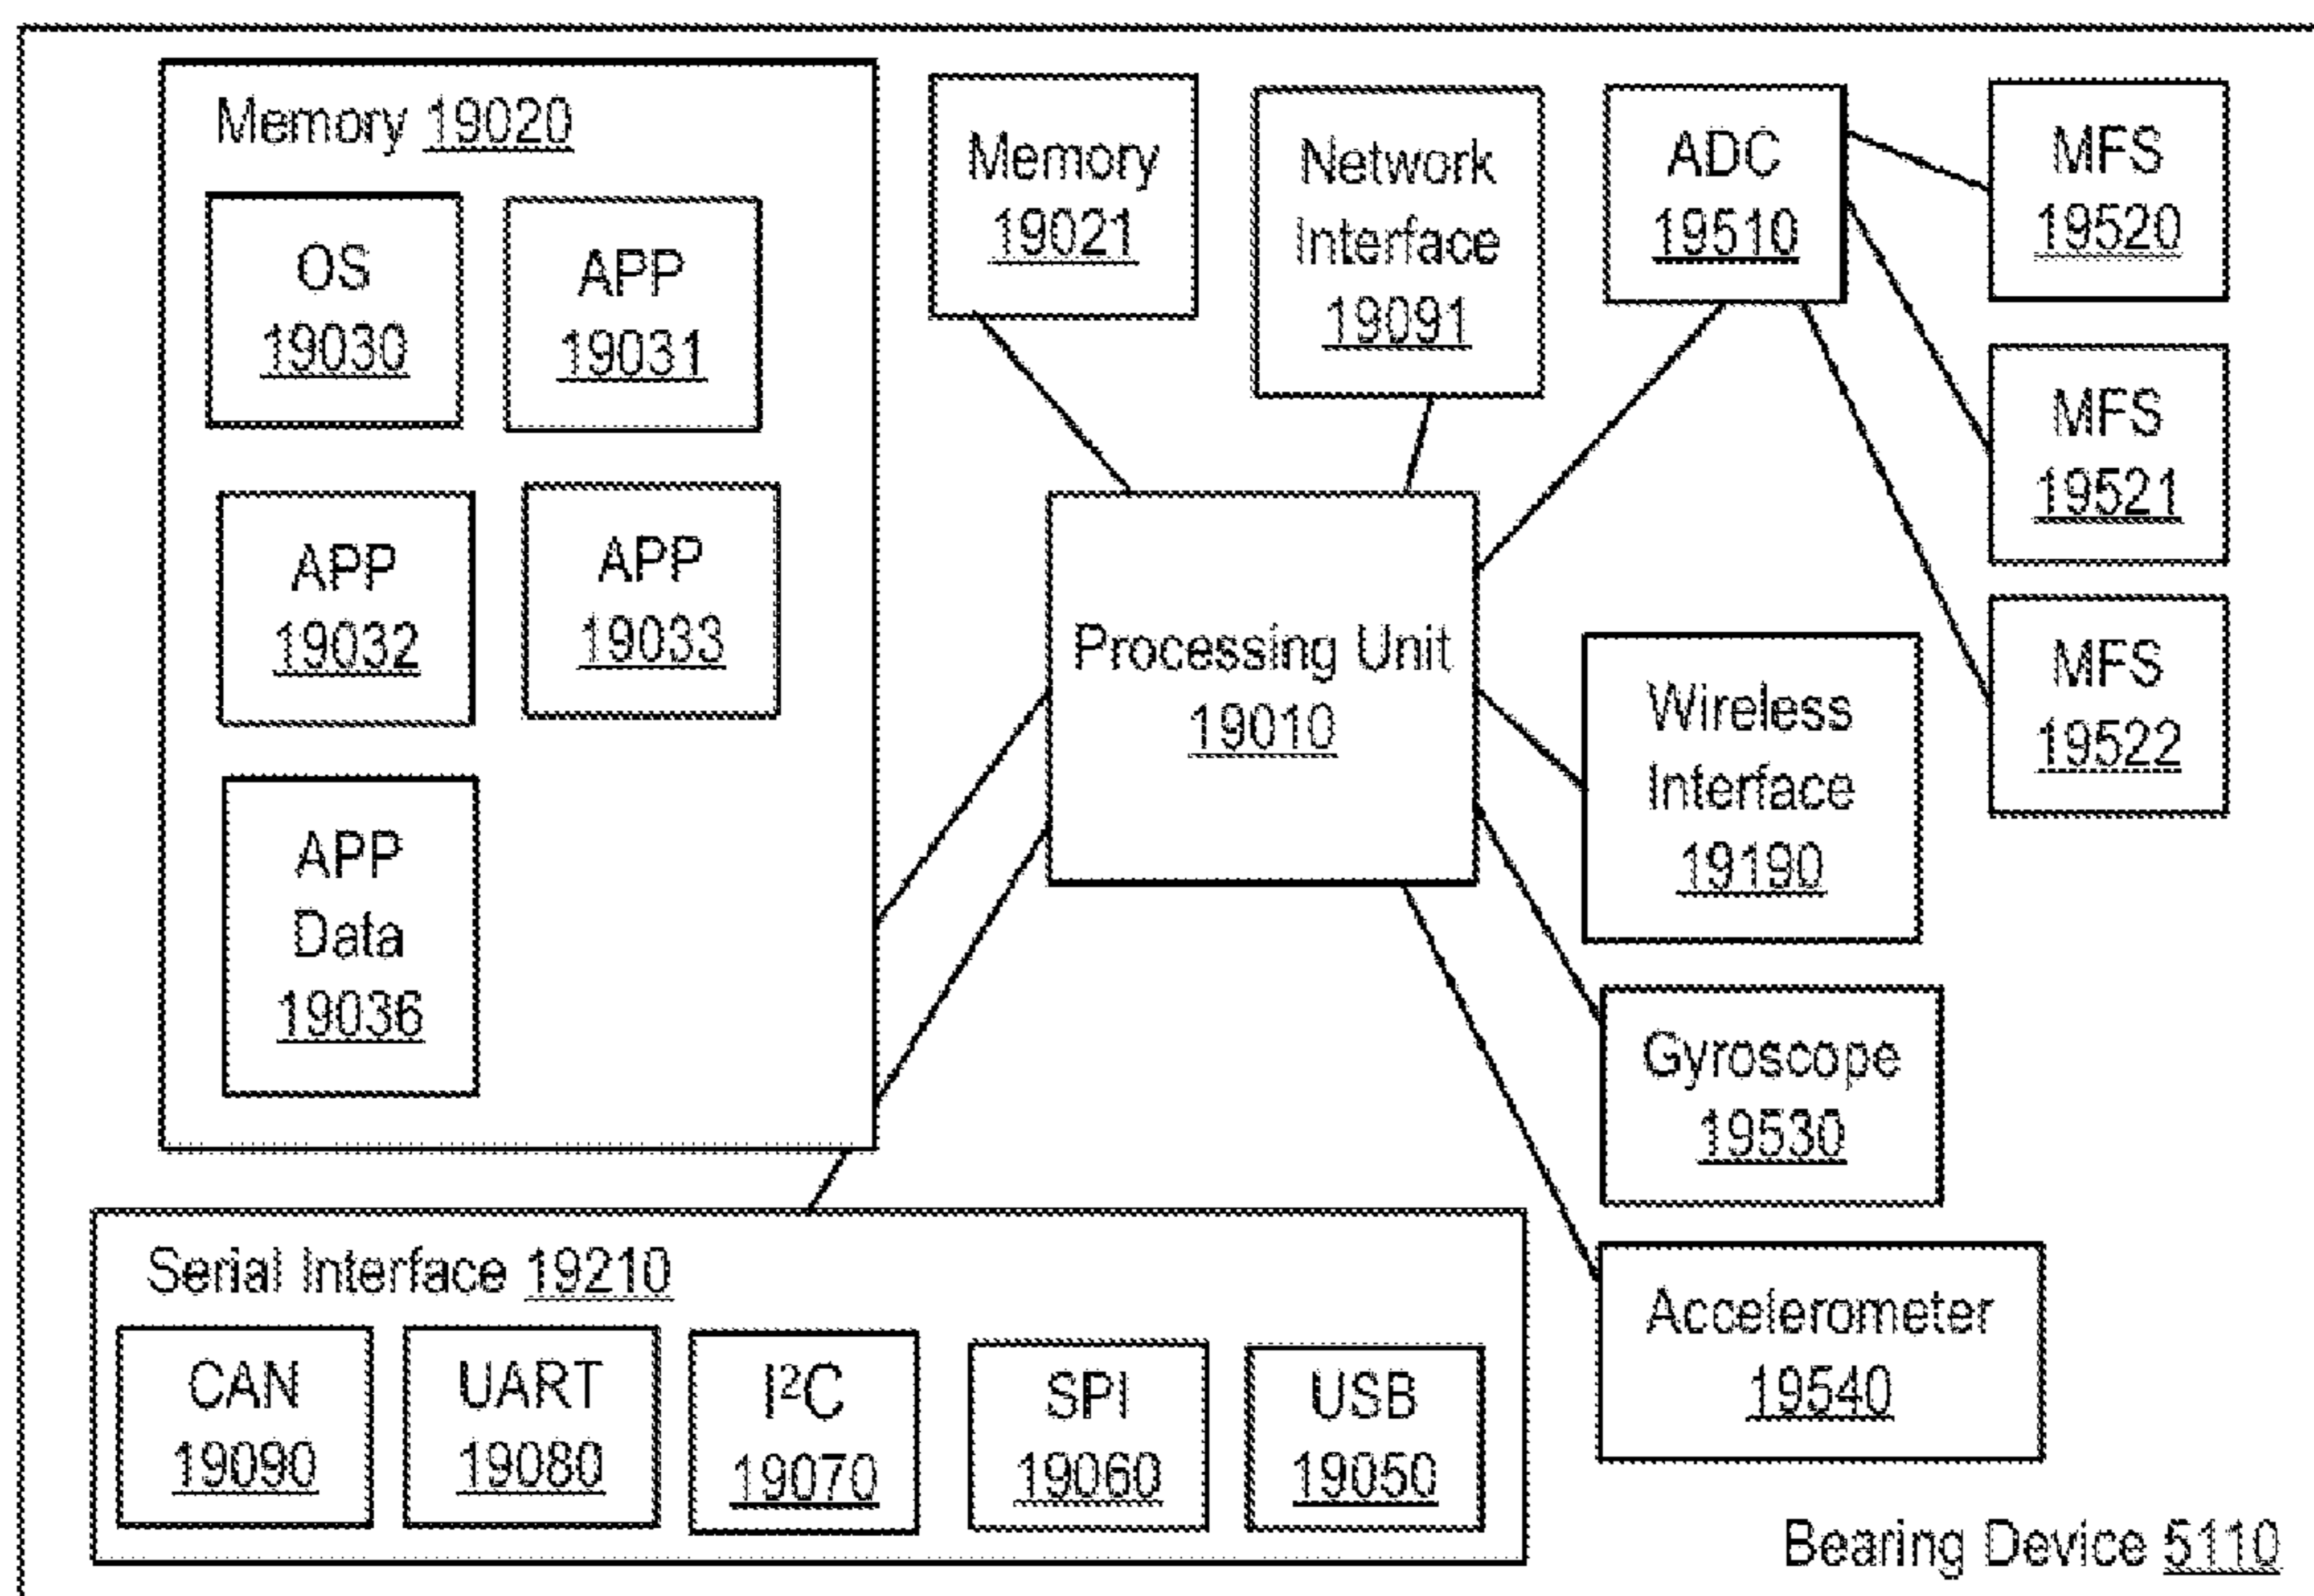 Memory 19020
OS
19030
APP
19031
APP
19032
APP
19033
APP
Data
19036
Memory
19021
Network
Interface
19091
ADC
19510
MFS
19520
MFS
19521
MFS
19522
Processing Unit
19010
Wireless
Interface
19190
Gyroscope
19530
Accelerometer
19540
Serial Interface 19210
CAN
19090
UART
19080
I²C
19070
SPI
19060
USB
19050
Bearing Device 5110